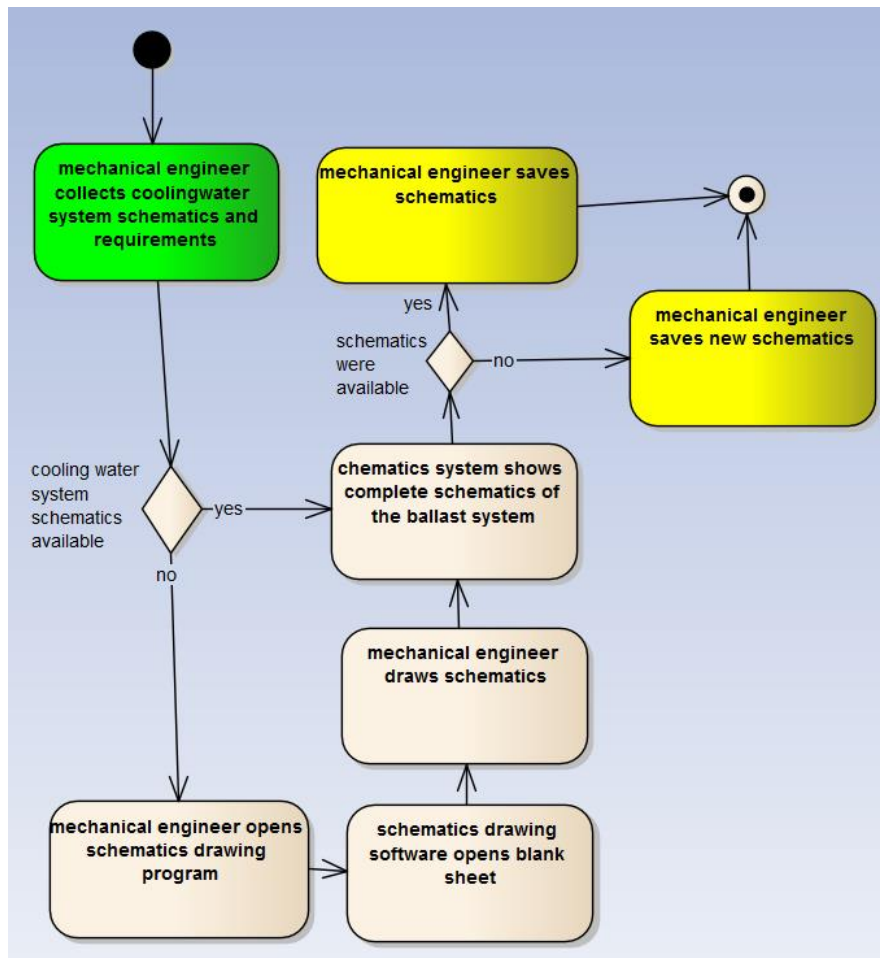 mechanical engineer
collects coolingwater
system schematics and
requirements
mechanical engineer saves
schematics
yes
schematics
were
available
no
mechanical engineer
saves new schematics
cooling water
system
schematics
available
yes
no
chematics system shows
complete schematics of
the ballast system
mechanical engineer
draws schematics
mechanical engineer opens
schematics drawing
program
schematics drawing
software opens blank
sheet